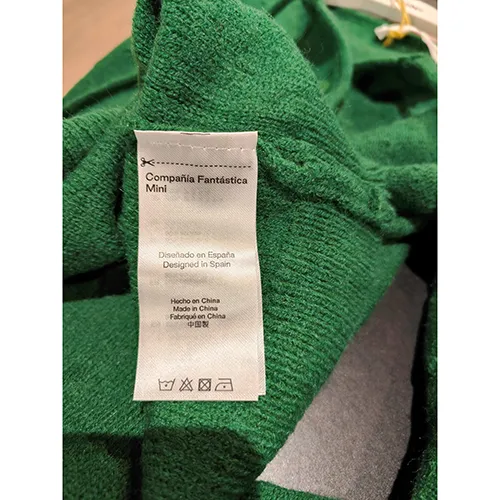 Compañía Fantástica
Mini
Diseñado en España
Designed in Spain
Hecho en China
Made in China
Fabriqué en China
中国製